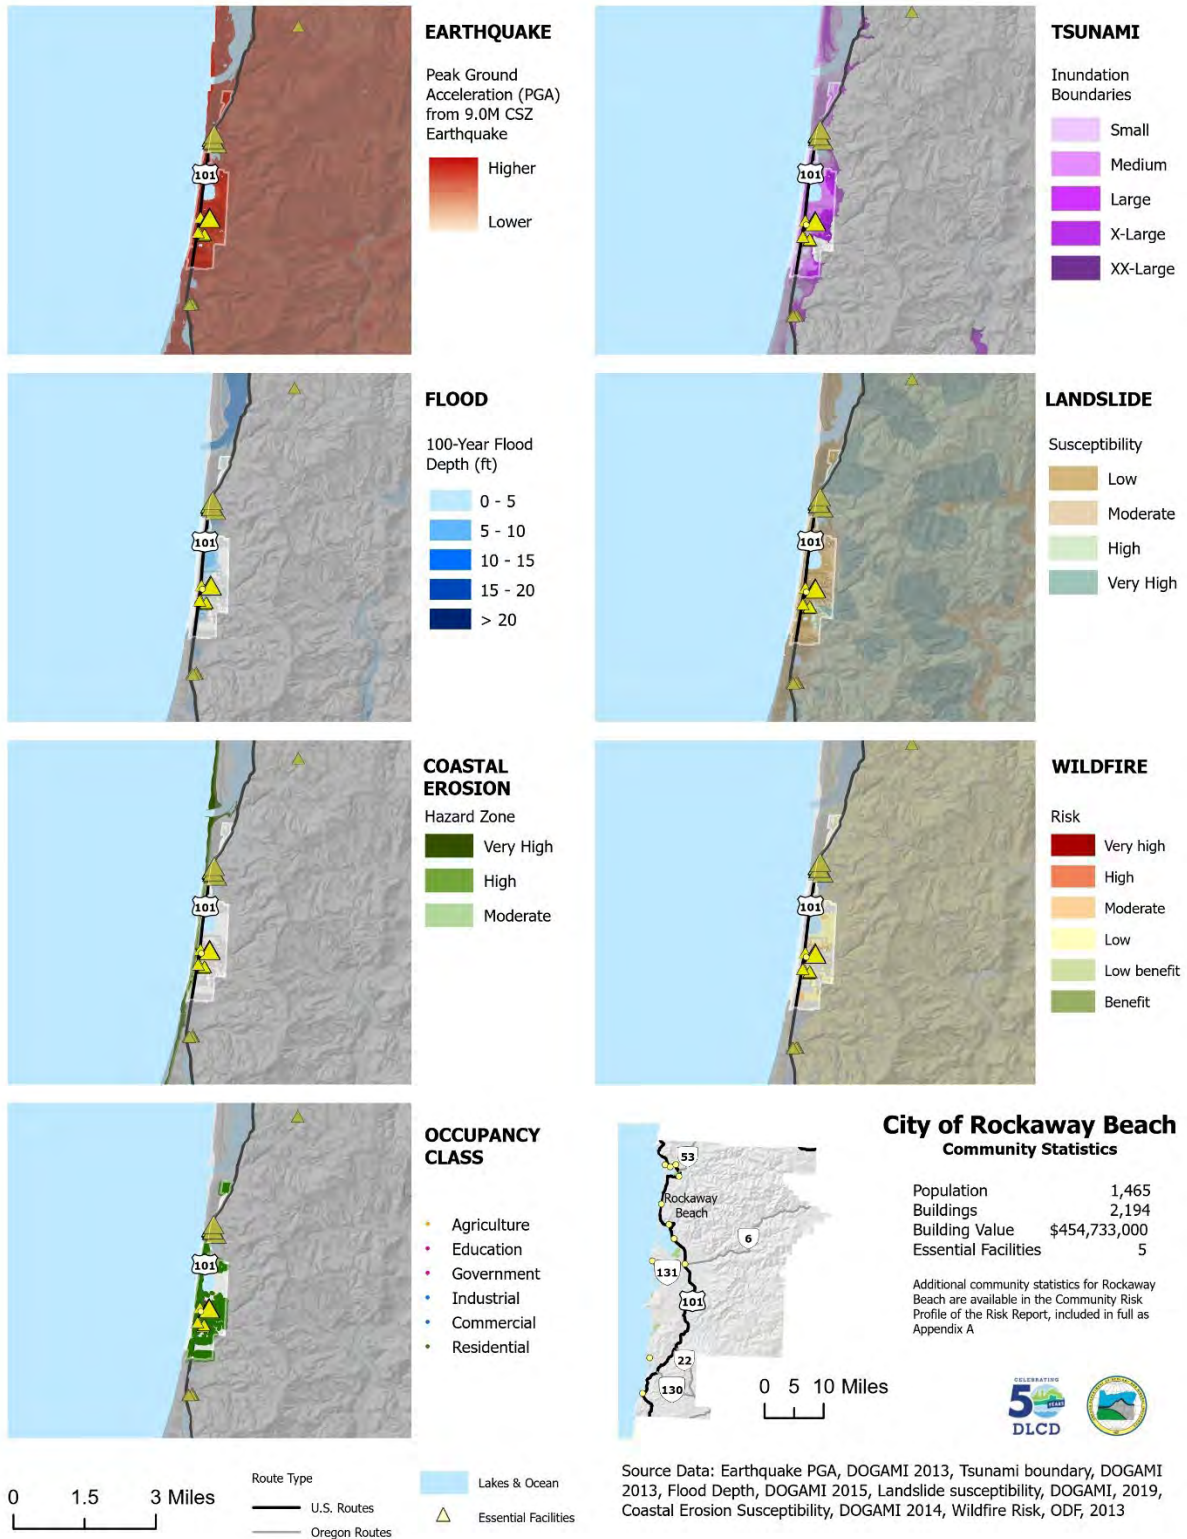 EARTHQUAKE
Peak Ground
Acceleration (PGA)
from 9.0M CSZ
Earthquake
Higher
Lower
101
TSUNAMI
Inundation
Boundaries
Small
Medium
Large
X-Large
XX-Large
101
FLOOD
100-Year Flood
Depth (ft)
0 - 5
5 - 10
10 - 15
15 - 20
> 20
101
LANDSLIDE
Susceptibility
Low
Moderate
High
Very High
101
COASTAL
EROSION
Hazard Zone
Very High
High
Moderate
101
WILDFIRE
Risk
Very high
High
Moderate
Low
Low benefit
Benefit
101
OCCUPANCY
CLASS
Agriculture
Education
Government
Industrial
Commercial
Residential
101
53
Rockaway
Beach
6
131
101
22
130
0 5 10 Miles
City of Rockaway Beach
Community Statistics
Population 1,465
Buildings 2,194
Building Value $454,733,000
Essential Facilities 5
Additional community statistics for Rockaway
Beach are available in the Community Risk
Profile of the Risk Report, included in full as
Appendix A
CELEBRATING
50 YEARS
DLCD
0 1.5 3 Miles
Route Type
U.S. Routes
Oregon Routes
Lakes & Ocean
Essential Facilities
Source Data: Earthquake PGA, DOGAMI 2013, Tsunami boundary, DOGAMI
2013, Flood Depth, DOGAMI 2015, Landslide susceptibility, DOGAMI, 2019,
Coastal Erosion Susceptibility, DOGAMI 2014, Wildfire Risk, ODF, 2013